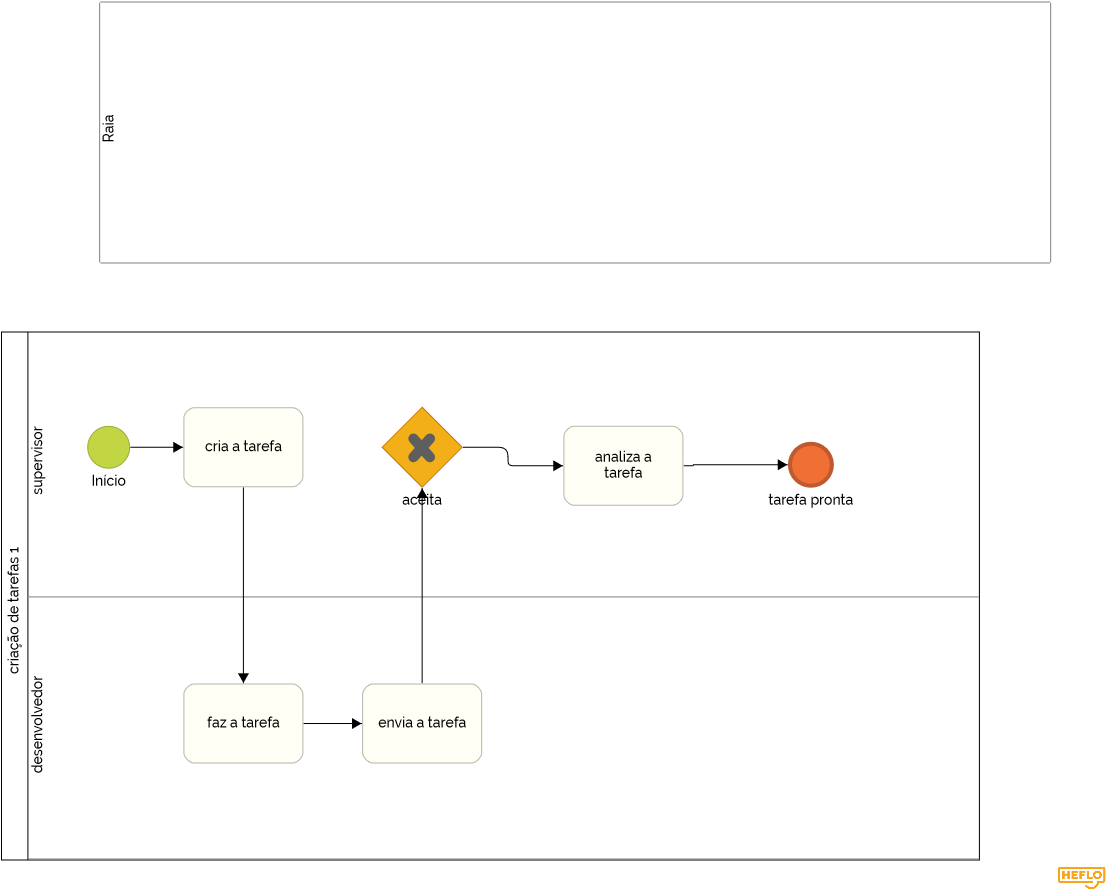 Raia
criação de tarefas 1
supervisor
Início
cria a tarefa
aceita
analiza a
tarefa
tarefa pronta
desenvolvedor
faz a tarefa
envia a tarefa
HEFLO